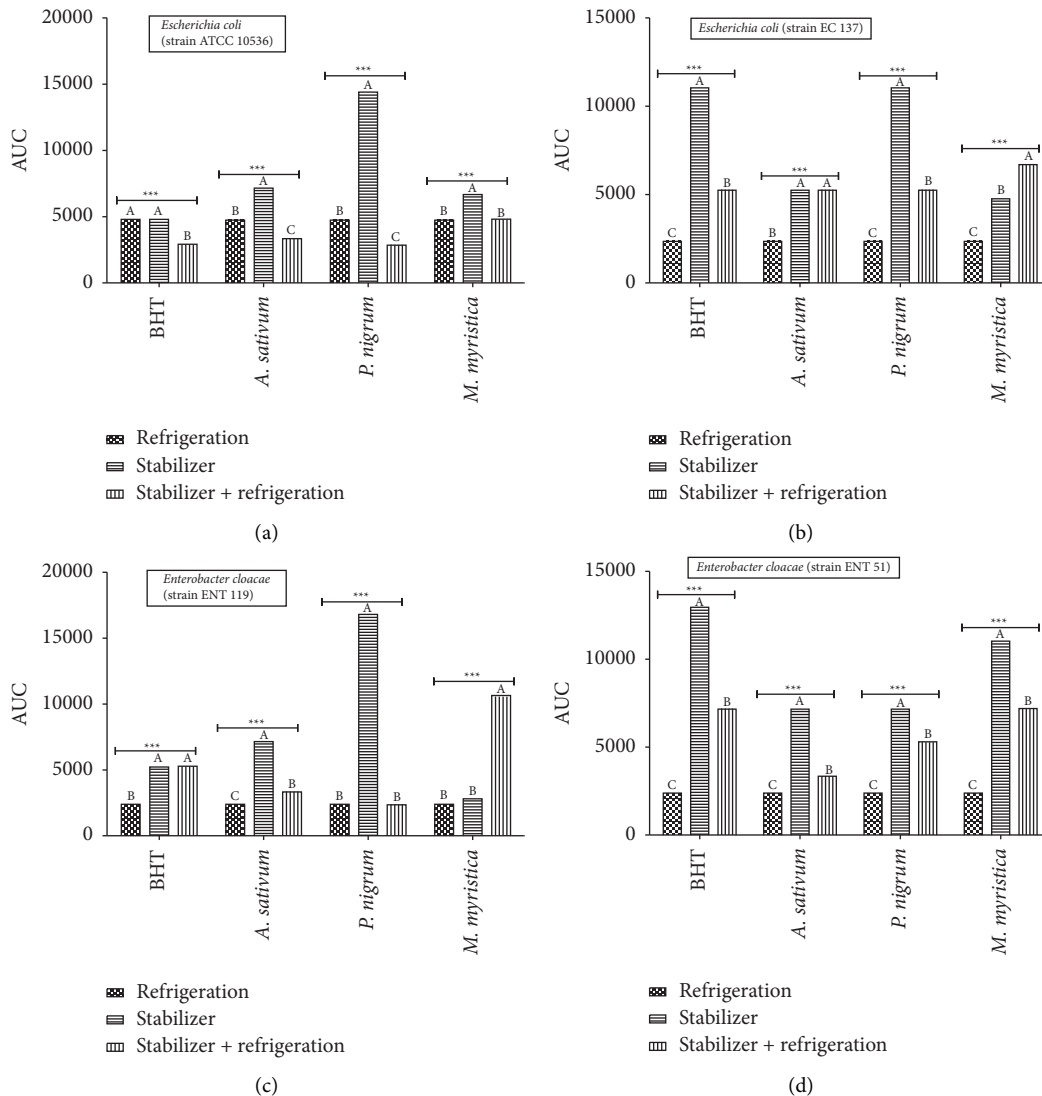 Escherichia coli
(strain ATCC 10536)
AUC
20000
15000
10000
5000
0
***
A
A
B
***
B
A
C
***
B
A
C
***
B
A
B
BHT
A. sativum
P. nigrum
M. myristica
Refrigeration
Stabilizer
Stabilizer + refrigeration
(a)
Escherichia coli (strain EC 137)
AUC
15000
10000
5000
0
***
C
A
B
***
B
A
A
***
C
A
B
***
C
B
A
BHT
A. sativum
P. nigrum
M. myristica
Refrigeration
Stabilizer
Stabilizer + refrigeration
(b)
Enterobacter cloacae
(strain ENT 119)
AUC
20000
15000
10000
5000
0
***
B
A
A
***
C
A
B
***
B
A
B
***
B
B
A
BHT
A. sativum
P. nigrum
M. myristica
Refrigeration
Stabilizer
Stabilizer + refrigeration
(c)
Enterobacter cloacae (strain ENT 51)
AUC
15000
10000
5000
0
***
C
A
B
***
C
A
B
***
C
A
B
***
C
A
B
BHT
A. sativum
P. nigrum
M. myristica
Refrigeration
Stabilizer
Stabilizer + refrigeration
(d)